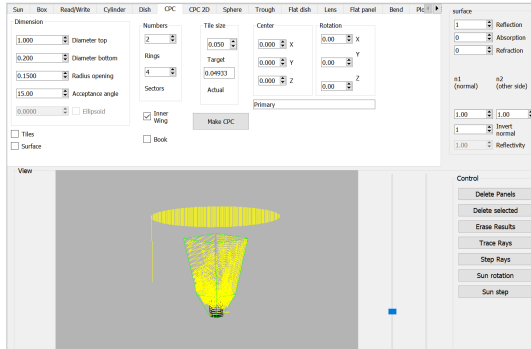 Sun Box Read/Write Cylinder Dish CPC CPC 2D Sphere Trough Flat dish Lens Flat panel Bend
Dimension
1.000 Diameter top
0.200 Diameter bottom
0.1500 Radius opening
15.00 Acceptance angle
0.0000 Ellipsoid
Tiles
Surface
Numbers
2
Rings
4
Sectors
Inner Wing
Book
Tile size
0.050
Target
0.04933
Actual
Make CPC
Center
0.000 X
0.000 Y
0.000 Z
Rotation
0.00 X
0.00 Y
0.00 Z
Primary
surface
1 Reflection
0 Absorption
0 Refraction
n1 (normal)
n2 (other side)
1.00 1.00
1 Invert normal
1.00 Reflectivity
View
Control
Delete Panels
Delete selected
Erase Results
Trace Rays
Step Rays
Sun rotation
Sun step